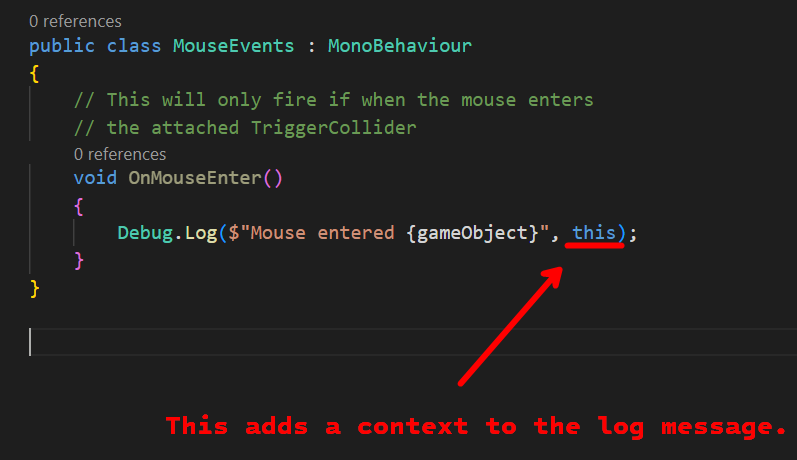 0 references
public class MouseEvents : MonoBehaviour
{
// This will only fire if when the mouse enters
// the attached TriggerCollider
0 references
void OnMouseEnter()
{
Debug.Log($"Mouse entered {gameObject}", this);
}
}
This adds a context to the log message.